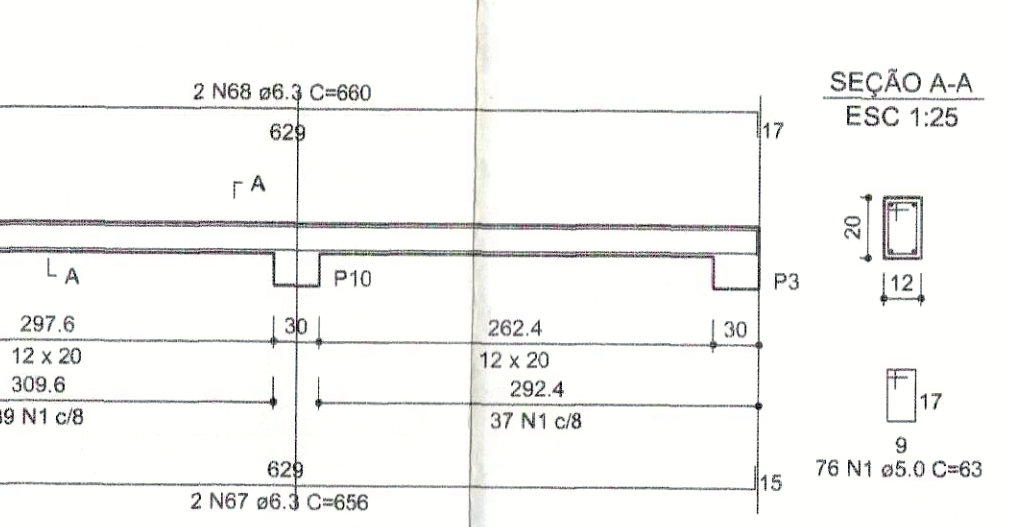 2 N68 ø6.3 C=660
629
17
SEÇÃO A-A
ESC 1:25
A
A
P10
P3
20
12
297.6
30
262.4
30
12 x 20
12 x 20
309.6
292.4
N1 c/8
37 N1 c/8
17
9
76 N1 ø5.0 C=63
629
15
2 N67 ø6.3 C=656